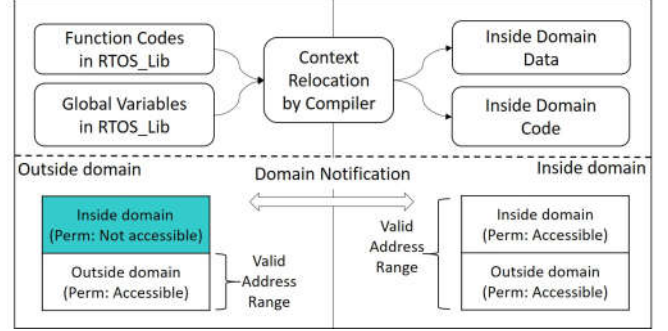 Function Codes
in RTOS_Lib
Global Variables
in RTOS_Lib
Context
Relocation
by Compiler
Inside Domain
Data
Inside Domain
Code
Outside domain
Domain Notification
Inside domain
Inside domain
(Perm: Not accessible)
Outside domain
(Perm: Accessible)
Valid
Address
Range
Valid
Address
Range
Inside domain
(Perm: Accessible)
Outside domain
(Perm: Accessible)